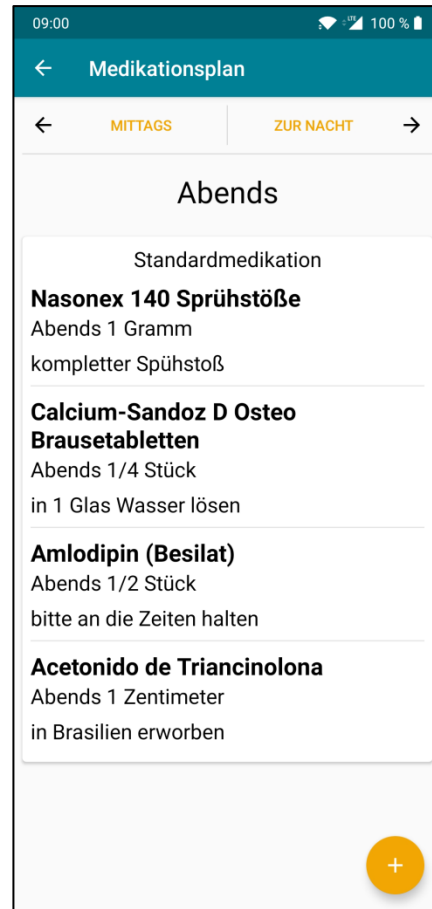 09:00 LTE 100 %
Medikationsplan
MITTAGS ZUR NACHT
Abends
Standardmedikation
Nasonex 140 Sprühstöße
Abends 1 Gramm
kompletter Spühstoß
Calcium-Sandoz D Osteo
Brausetabletten
Abends 1/4 Stück
in 1 Glas Wasser lösen
Amlodipin (Besilat)
Abends 1/2 Stück
bitte an die Zeiten halten
Acetonido de Triancinolona
Abends 1 Zentimeter
in Brasilien erworben